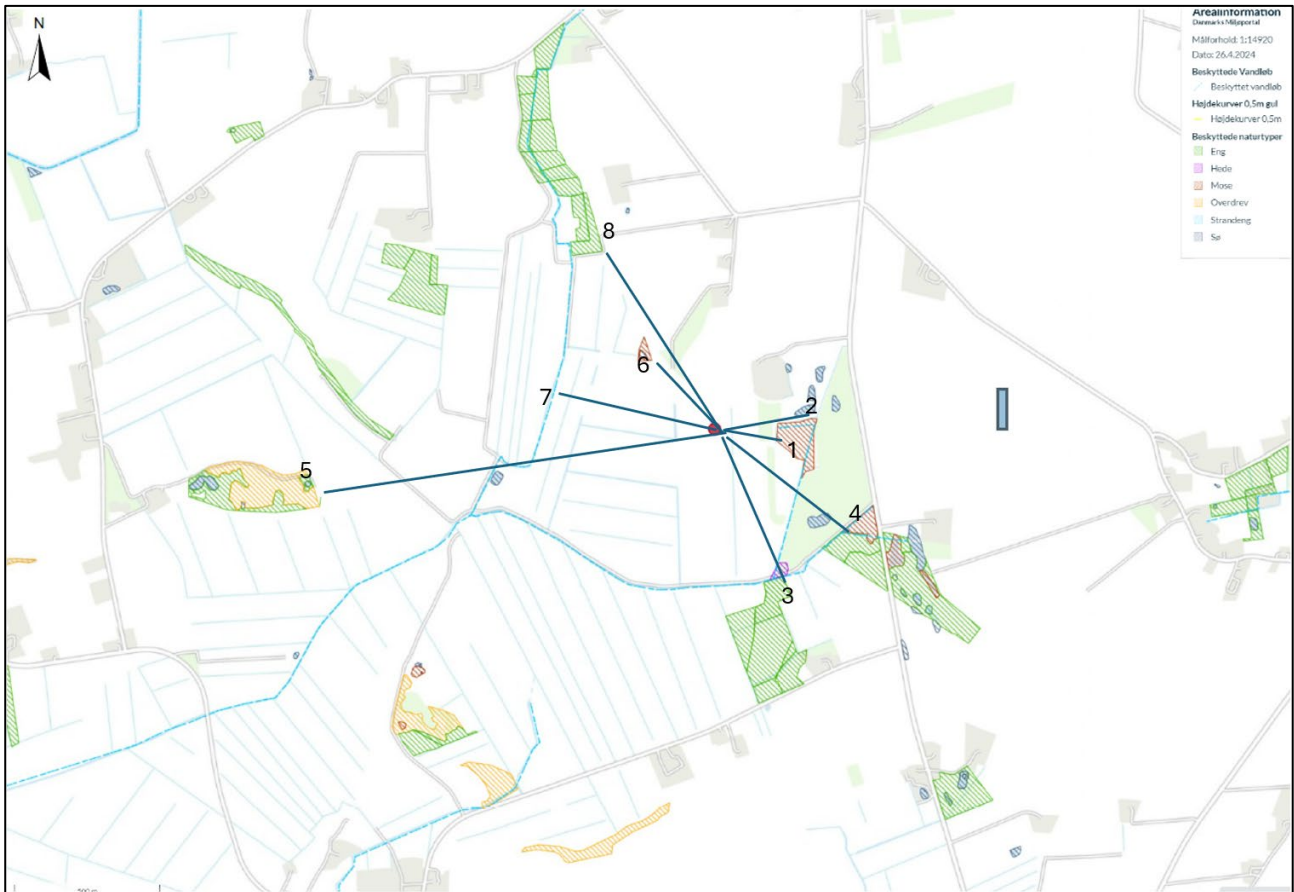 N
Arealinformation
Danmarks Miljøportal
Målforhold: 1:14920
Dato: 26.4.2024
Beskyttede Vandløb
Beskyttet vandløb
Højdekurver 0,5m gul
Højdekurver 0,5m
Beskyttede naturtyper
Eng
Hede
Mose
Overdrev
Strandeng
Sø
8
6
7
2
1
5
4
3
500 m